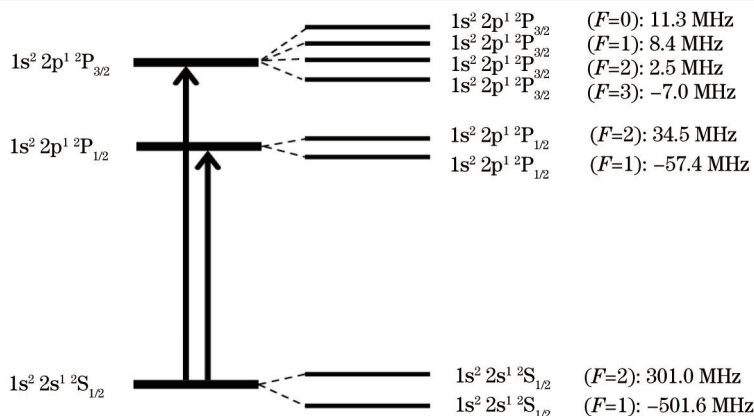 1s² 2p¹ ²P₃/₂ (F=0): 11.3 MHz
1s² 2p¹ ²P₃/₂ (F=1): 8.4 MHz
1s² 2p¹ ²P₃/₂
1s² 2p¹ ²P₃/₂ (F=2): 2.5 MHz
1s² 2p¹ ²P₃/₂ (F=3): –7.0 MHz
1s² 2p¹ ²P₁/₂
1s² 2p¹ ²P₁/₂ (F=2): 34.5 MHz
1s² 2p¹ ²P₁/₂ (F=1): –57.4 MHz
1s² 2s¹ ²S₁/₂
1s² 2s¹ ²S₁/₂ (F=2): 301.0 MHz
1s² 2s¹ ²S₁/₂ (F=1): –501.6 MHz